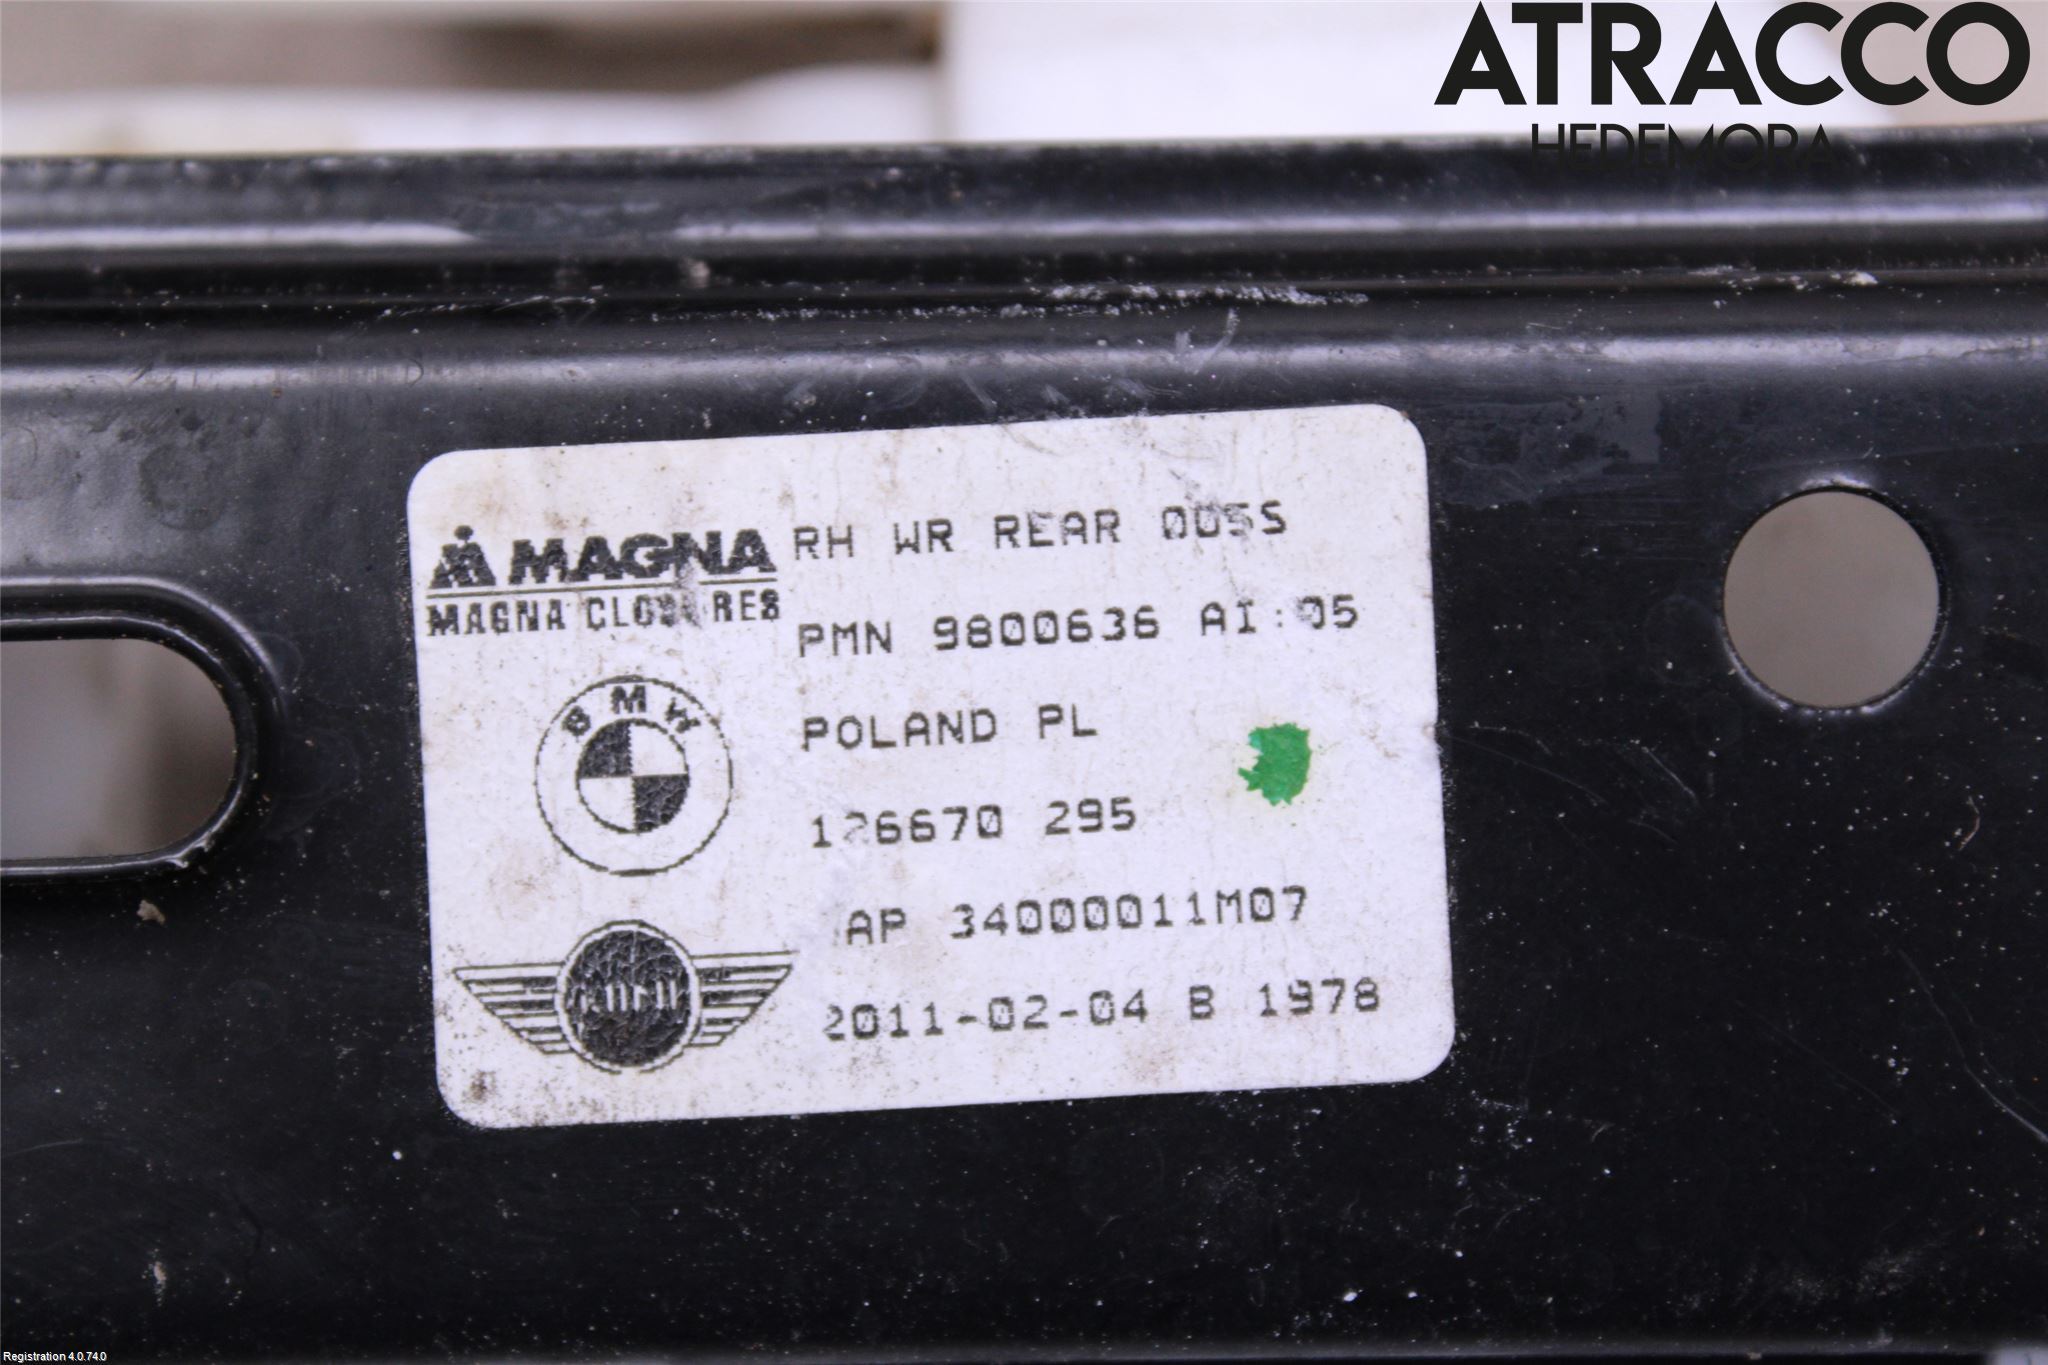 ATRACCO
HEDEMORA
MAGNA
MAGNA CLOSURES
BMW
RH WR REAR 005S
PMN 9800636 AI:05
POLAND PL
126670 295
AP 34000011M07
2011-02-04 B 1978
Registration 4.0.74.0